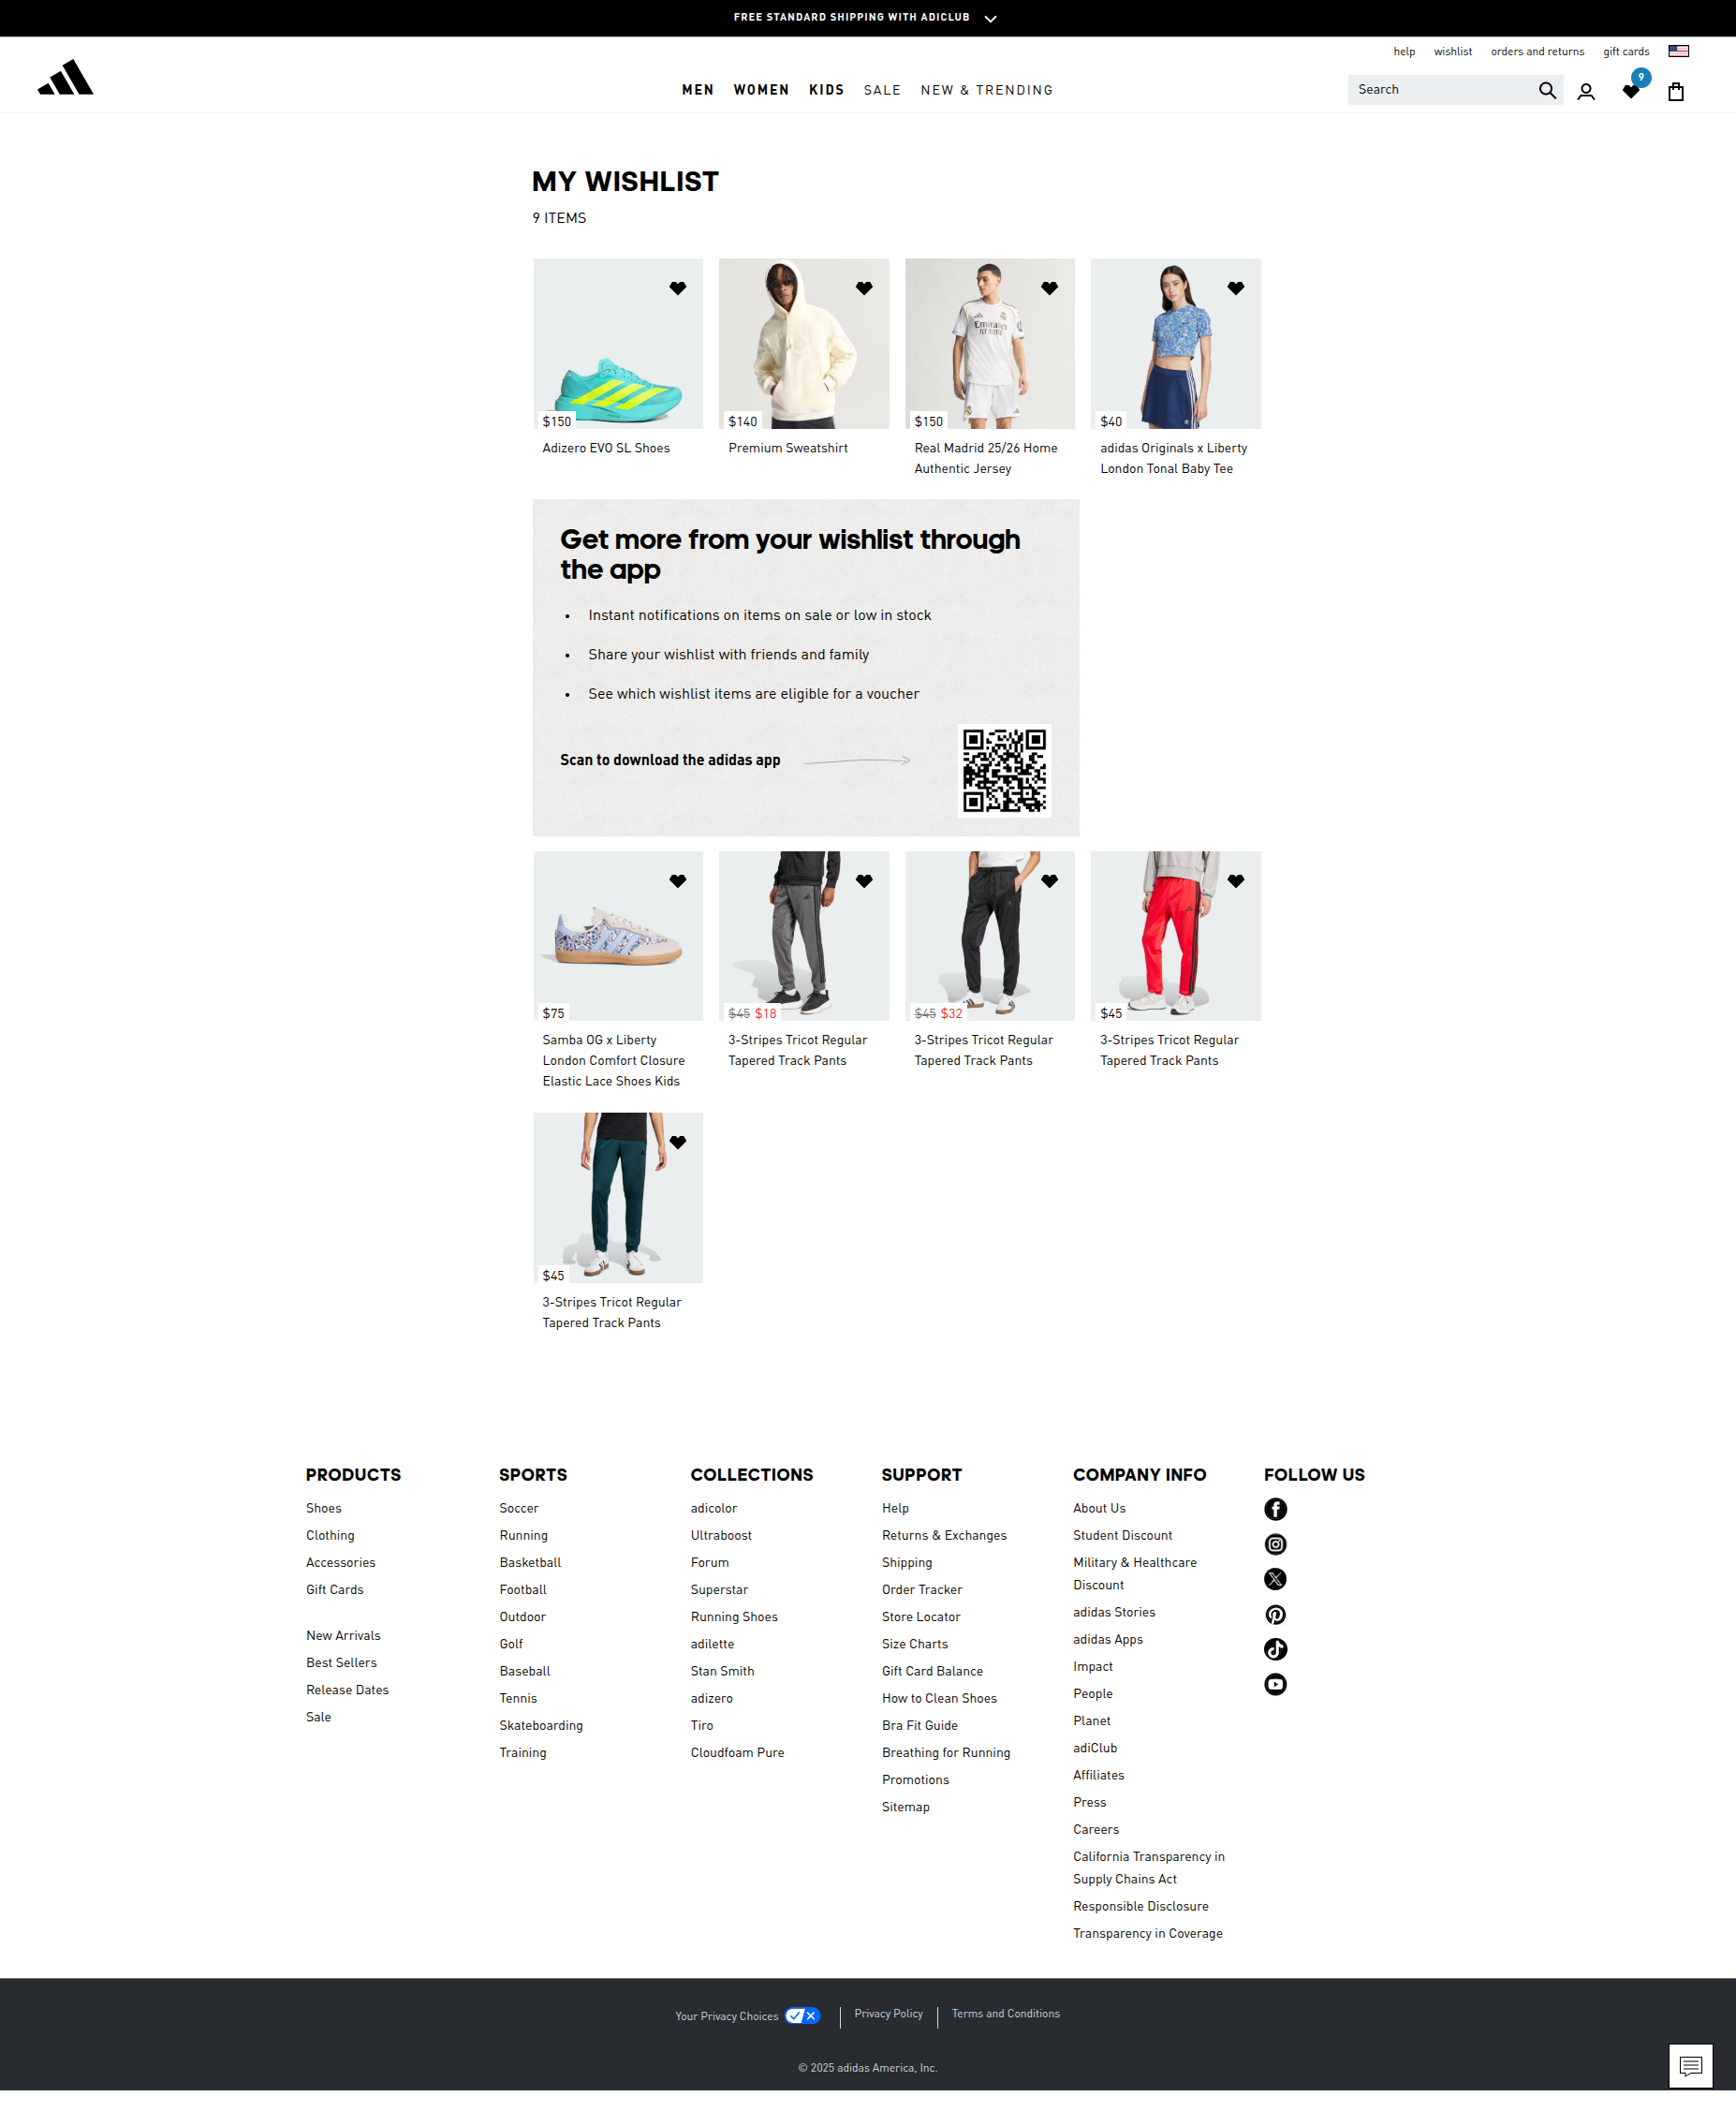 FREE STANDARD SHIPPING WITH ADICLUB
help wishlist orders and returns gift cards
MEN WOMEN KIDS SALE NEW & TRENDING
Search
9
MY WISHLIST
9 ITEMS
$150
Adizero EVO SL Shoes
$140
Premium Sweatshirt
Emirates
FLY BETTER
$150
Real Madrid 25/26 Home
Authentic Jersey
$40
adidas Originals x Liberty
London Tonal Baby Tee
Get more from your wishlist through
the app
• Instant notifications on items on sale or low in stock
• Share your wishlist with friends and family
• See which wishlist items are eligible for a voucher
Scan to download the adidas app
$75
Samba OG x Liberty
London Comfort Closure
Elastic Lace Shoes Kids
$45 $18
3-Stripes Tricot Regular
Tapered Track Pants
$45 $32
3-Stripes Tricot Regular
Tapered Track Pants
$45
3-Stripes Tricot Regular
Tapered Track Pants
$45
3-Stripes Tricot Regular
Tapered Track Pants
PRODUCTS
Shoes
Clothing
Accessories
Gift Cards
New Arrivals
Best Sellers
Release Dates
Sale
SPORTS
Soccer
Running
Basketball
Football
Outdoor
Golf
Baseball
Tennis
Skateboarding
Training
COLLECTIONS
adicolor
Ultraboost
Forum
Superstar
Running Shoes
adilette
Stan Smith
adizero
Tiro
Cloudfoam Pure
SUPPORT
Help
Returns & Exchanges
Shipping
Order Tracker
Store Locator
Size Charts
Gift Card Balance
How to Clean Shoes
Bra Fit Guide
Breathing for Running
Promotions
Sitemap
COMPANY INFO
About Us
Student Discount
Military & Healthcare
Discount
adidas Stories
adidas Apps
Impact
People
Planet
adiClub
Affiliates
Press
Careers
California Transparency in
Supply Chains Act
Responsible Disclosure
Transparency in Coverage
FOLLOW US
Your Privacy Choices
Privacy Policy
Terms and Conditions
© 2025 adidas America, Inc.